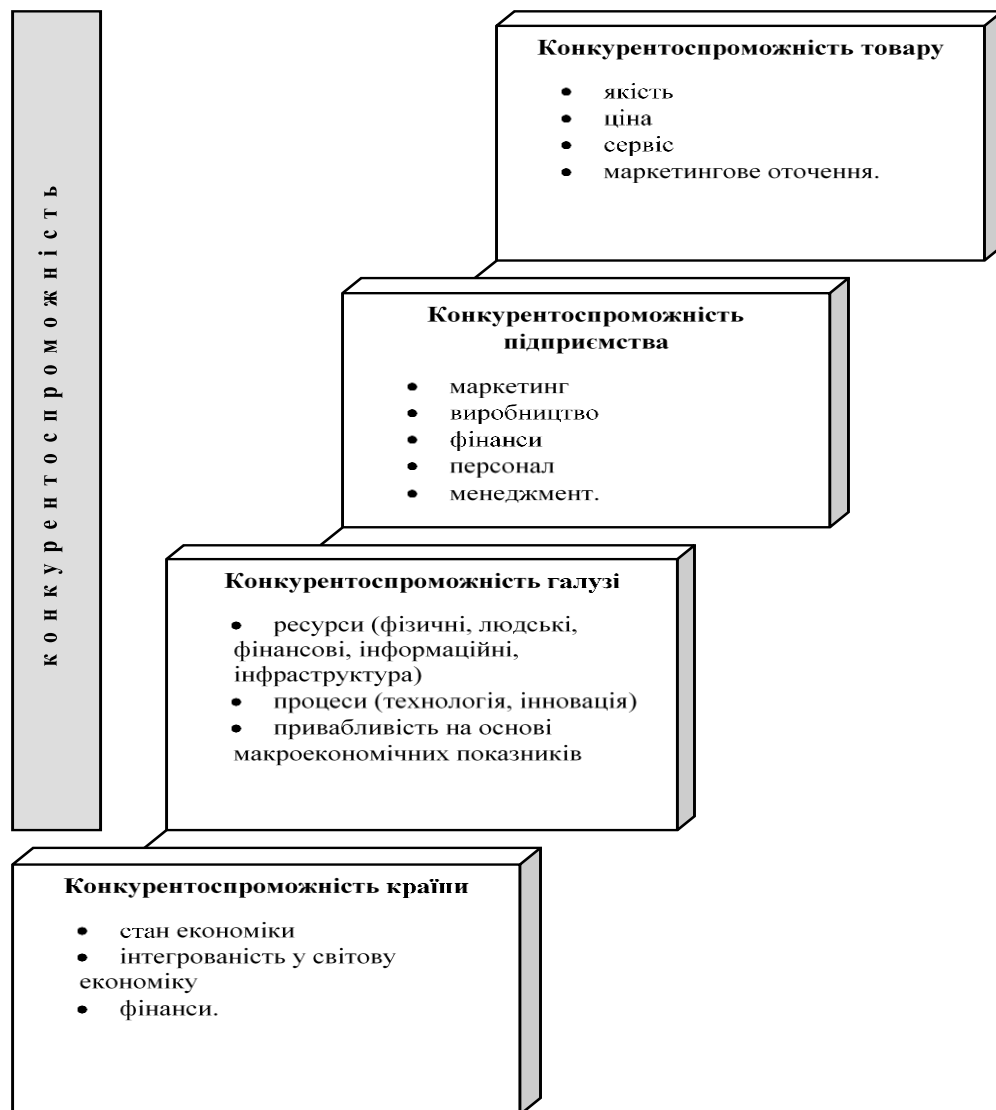 конкурентоспроможність
Конкурентоспроможність товару
• якість
• ціна
• сервіс
• маркетингове оточення.
Конкурентоспроможність
підприємства
• маркетинг
• виробництво
• фінанси
• персонал
• менеджмент.
Конкурентоспроможність галузі
• ресурси (фізичні, людські,
фінансові, інформаційні,
інфраструктура)
• процеси (технологія, інновація)
• привабливість на основі
макроекономічних показників
Конкурентоспроможність країни
• стан економіки
• інтегрованість у світову
економіку
• фінанси.